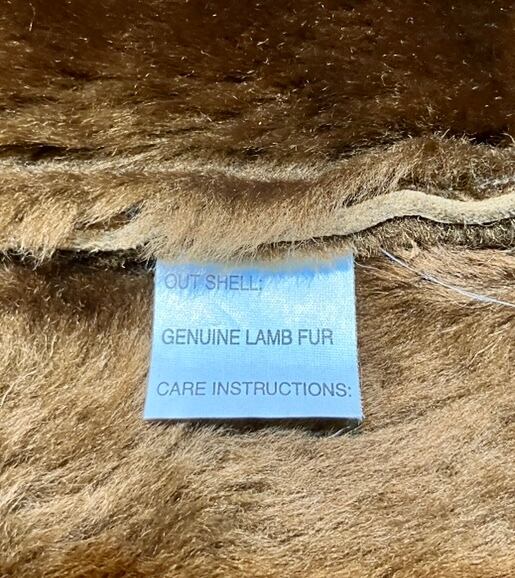 OUT SHELL:
GENUINE LAMB FUR
CARE INSTRUCTIONS: